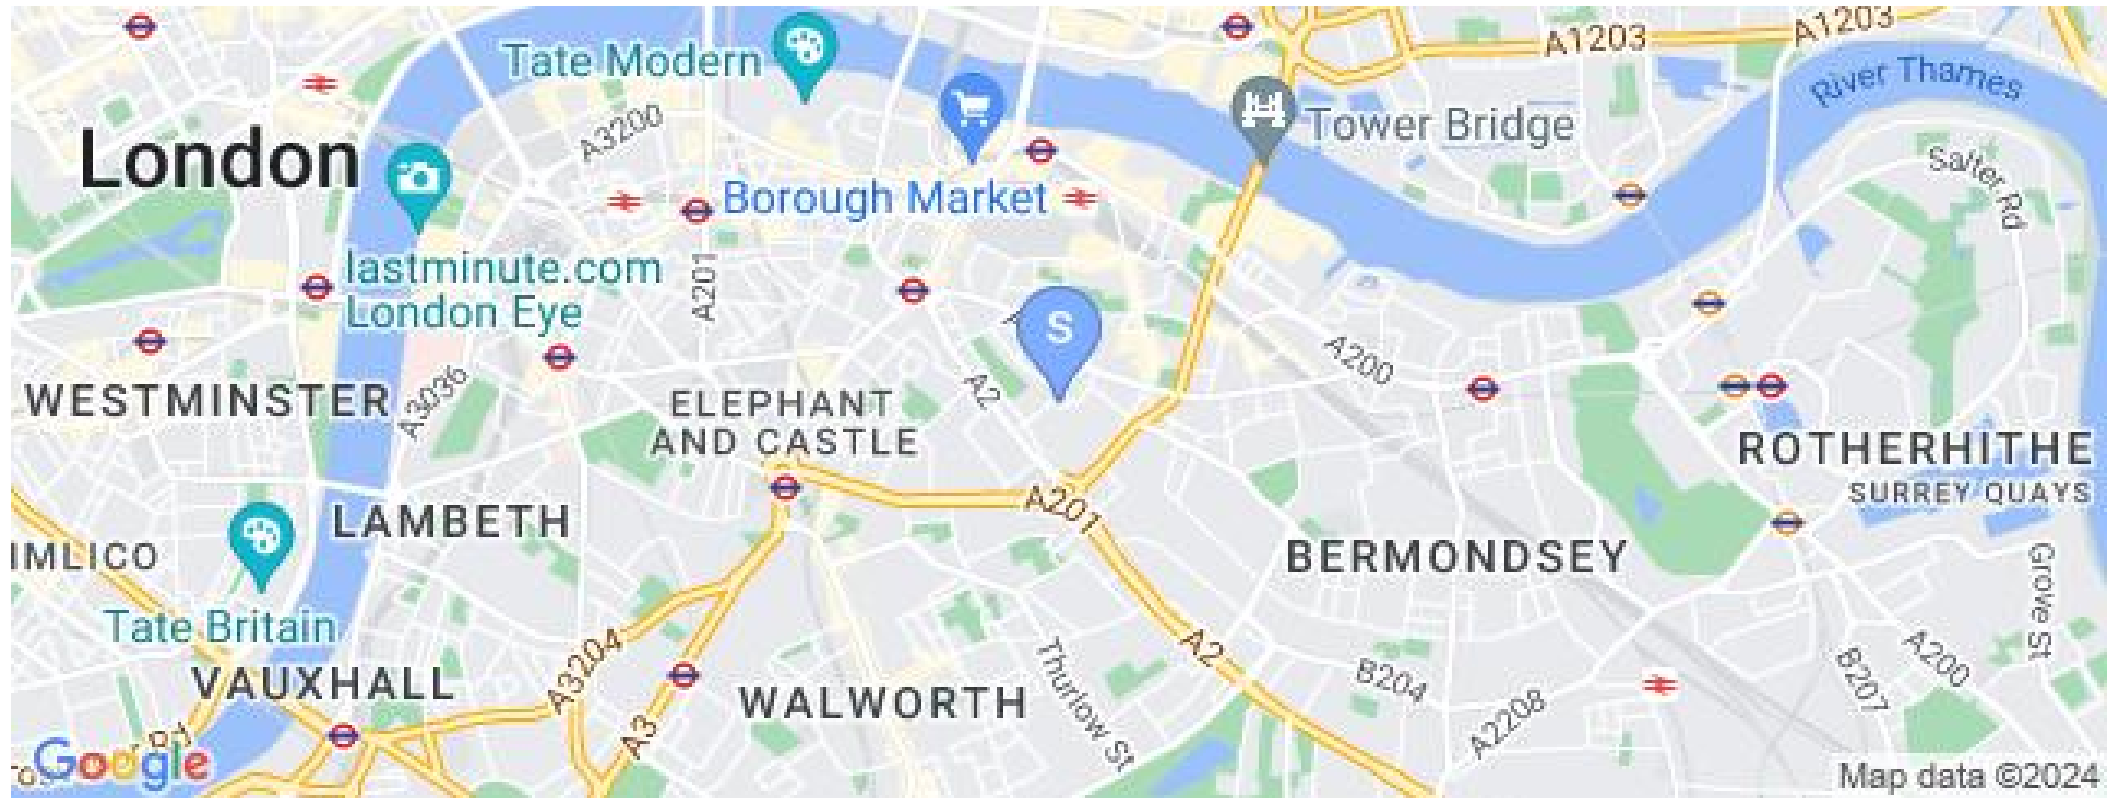 A1203
A1203
Tate Modern
River Thames
A3200
Tower Bridge
London
Salter Rd
Borough Market
lastminute.com
London Eye
A201
S
A200
WESTMINSTER
A3036
A2
ELEPHANT
AND CASTLE
ROTHERHITHE
SURREY QUAYS
A201
LAMBETH
IMLICO
BERMONDSEY
Grove St
Tate Britain
A3204
A2
Thurlow St
B204
B207
A200
VAUXHALL
WALWORTH
A3
A2208
Google
Map data ©2024